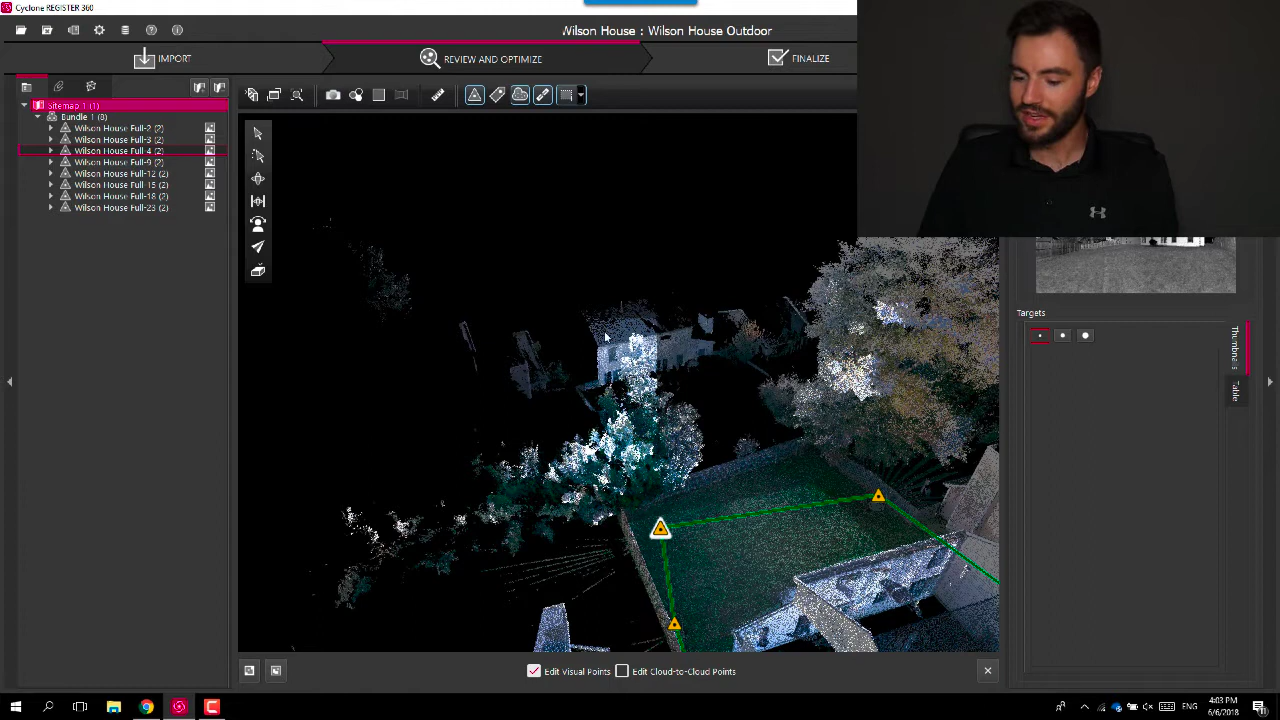 Cyclone REGISTER 360
Wilson House : Wilson House Outdoor
IMPORT
REVIEW AND OPTIMIZE
FINALIZE
Sitemap 1 (1)
Bundle 1 (8)
Wilson House Full-2 (2)
Wilson House Full-3 (2)
Wilson House Full-4 (2)
Wilson House Full-9 (2)
Wilson House Full-12 (2)
Wilson House Full-15 (2)
Wilson House Full-18 (2)
Wilson House Full-23 (2)
Targets
Thumbnails
Table
Edit Visual Points
Edit Cloud-to-Cloud Points
ENG
4:03 PM
6/6/2018